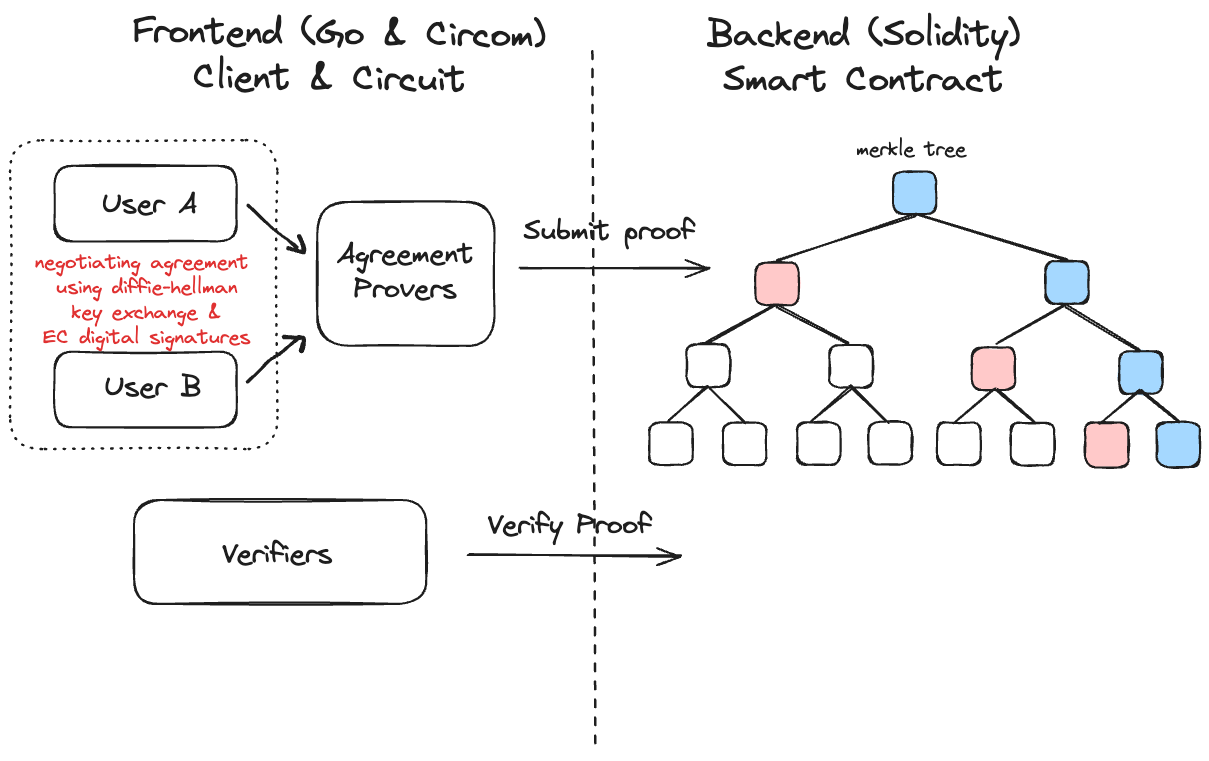 Frontend (Go & Circom)
Client & Circuit
Backend (Solidity)
Smart Contract
User A
negotiating agreement
using diffie-hellman
key exchange &
EC digital signatures
User B
Agreement
Provers
Submit proof
merkle tree
Verifiers
Verify Proof